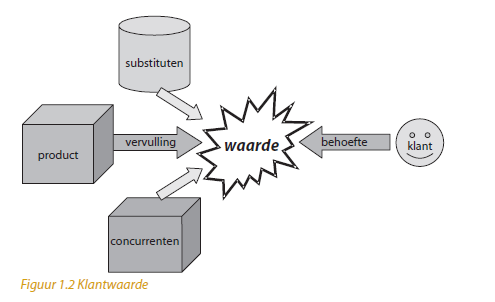 substituten
product
vervulling
waarde
behoefte
klant
concurrenten
Figuur 1.2 Klantwaarde